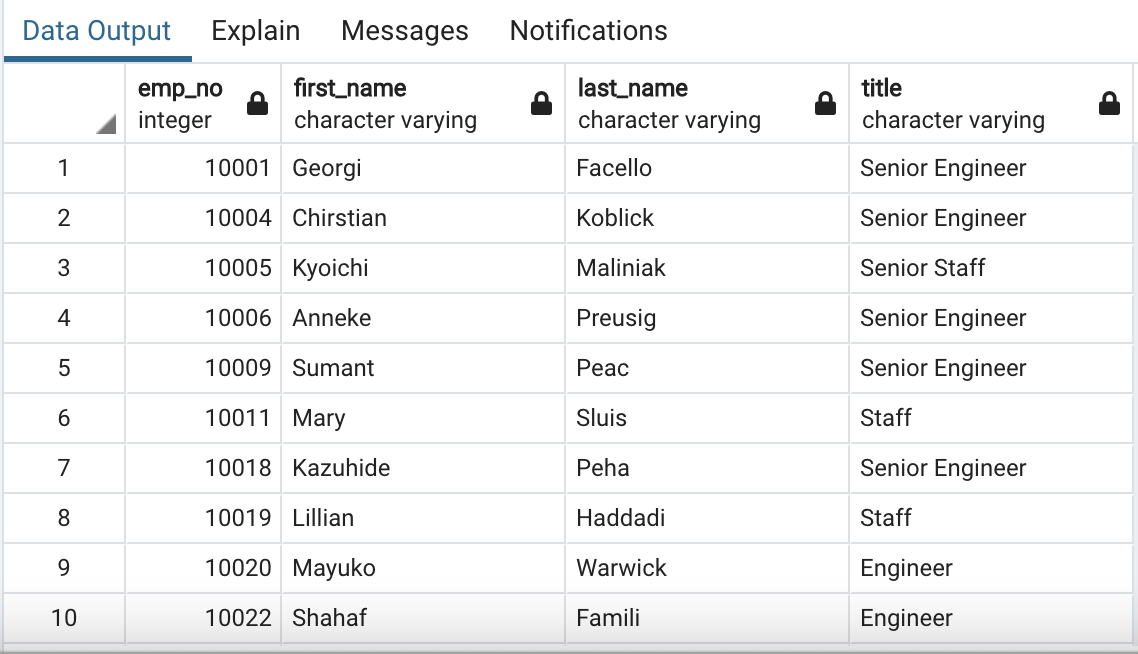 Data Output Explain Messages Notifications
emp_no first_name last_name title
integer character varying character varying character varying
1 10001 Georgi Facello Senior Engineer
2 10004 Chirstian Koblick Senior Engineer
3 10005 Kyoichi Maliniak Senior Staff
4 10006 Anneke Preusig Senior Engineer
5 10009 Sumant Peac Senior Engineer
6 10011 Mary Sluis Staff
7 10018 Kazuhide Peha Senior Engineer
8 10019 Lillian Haddadi Staff
9 10020 Mayuko Warwick Engineer
10 10022 Shahaf Famili Engineer